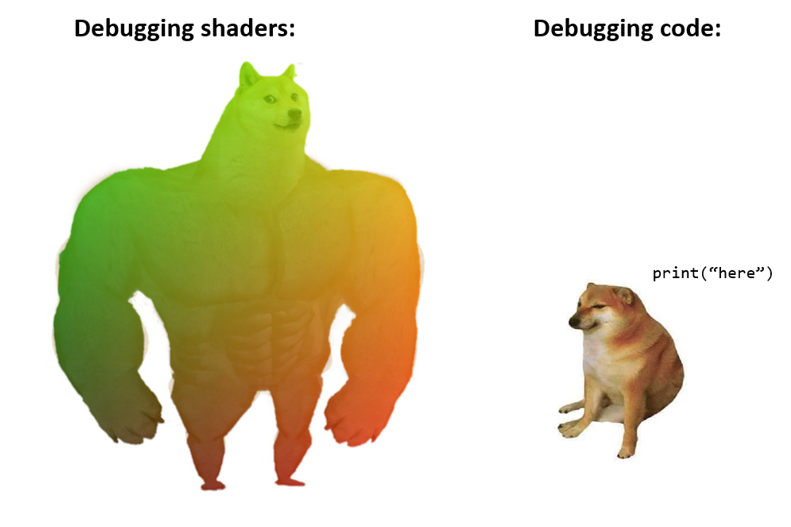 Debugging shaders:
Debugging code:
print(“here”)